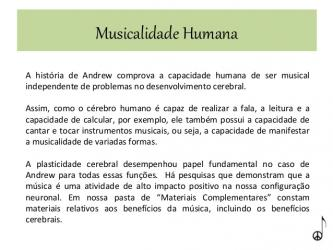 Musicalidade Humana
A história de Andrew comprova a capacidade humana de ser musical
independente de problemas no desenvolvimento cerebral.
Assim, como o cérebro humano é capaz de realizar a fala, a leitura e a
capacidade de calcular, por exemplo, ele também possui a capacidade de
cantar e tocar instrumentos musicais, ou seja, a capacidade de manifestar
a musicalidade de variadas formas.
A plasticidade cerebral desempenhou papel fundamental no caso de
Andrew para todas essas funções. Há pesquisas que demonstram que a
música é uma atividade de alto impacto positivo na nossa configuração
neuronal. Em nossa pasta de “Materiais Complementares” constam
materiais relativos aos benefícios da música, incluindo os benefícios
cerebrais.